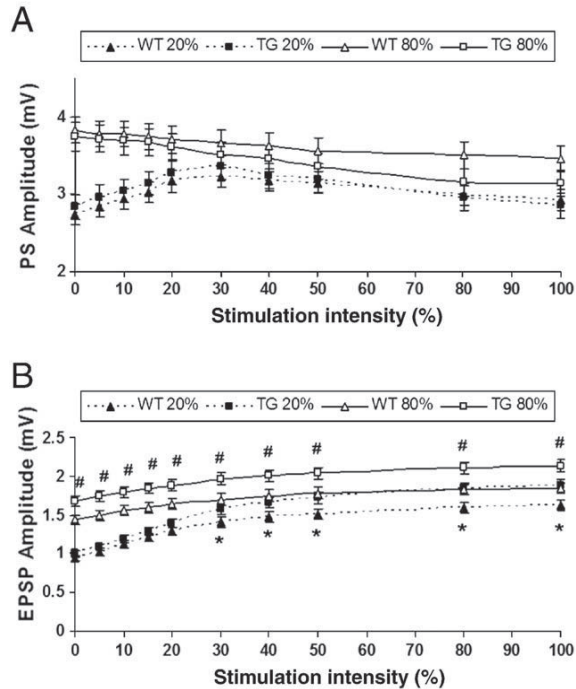 A
WT 20% TG 20% WT 80% TG 80%
PS Amplitude (mV)
4
3
2
0 10 20 30 40 50 60 70 80 90 100
Stimulation intensity (%)
B
WT 20% TG 20% WT 80% TG 80%
EPSP Amplitude (mV)
2.5
2
1.5
1
0.5
0
# # # # # # # # # #
* * * * *
0 10 20 30 40 50 60 70 80 90 100
Stimulation intensity (%)